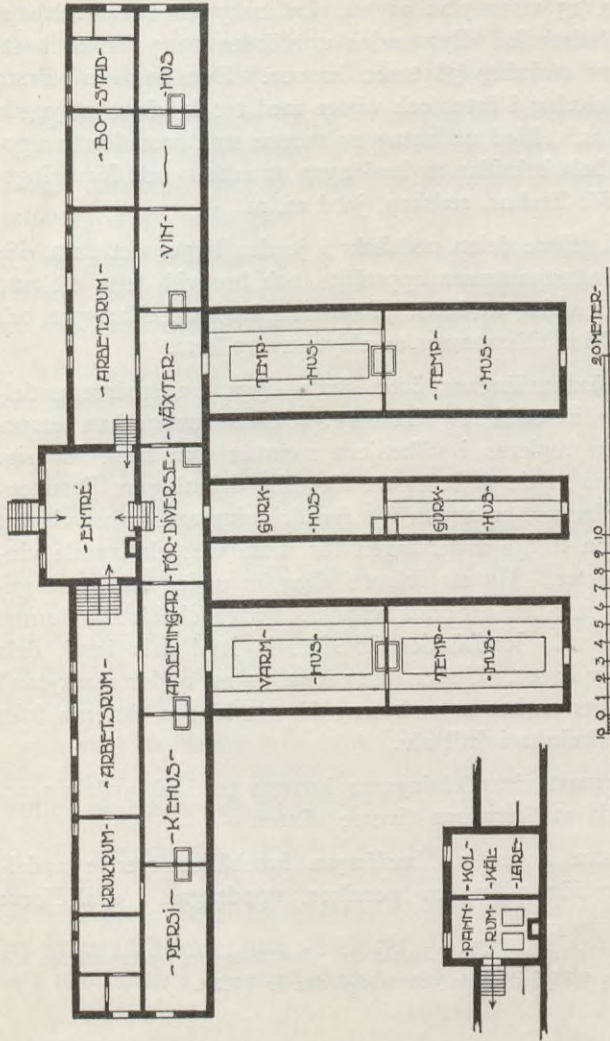 -KRUKRUM-
-ARBETSRUM-
-ENTRÉ
-ARBETSRUM-
-BO-STAD-
-PERSI-
-KEHUS-
AFDELNINGAR -FÖR-DIVERSE- -VÄXTER-
-VIN-
-HUS
VARM-
-HUS-
TEMP-
-HUS-
GURK-
-HUS-
GURK-
-HUS-
TEMP-
-HUS-
-TEMP-
-HUS-
-PANN-
-RUM-
-KOL-
-KÄL-
-LARE-
10 0 1 2 3 4 5 6 7 8 9 10
20 METER-